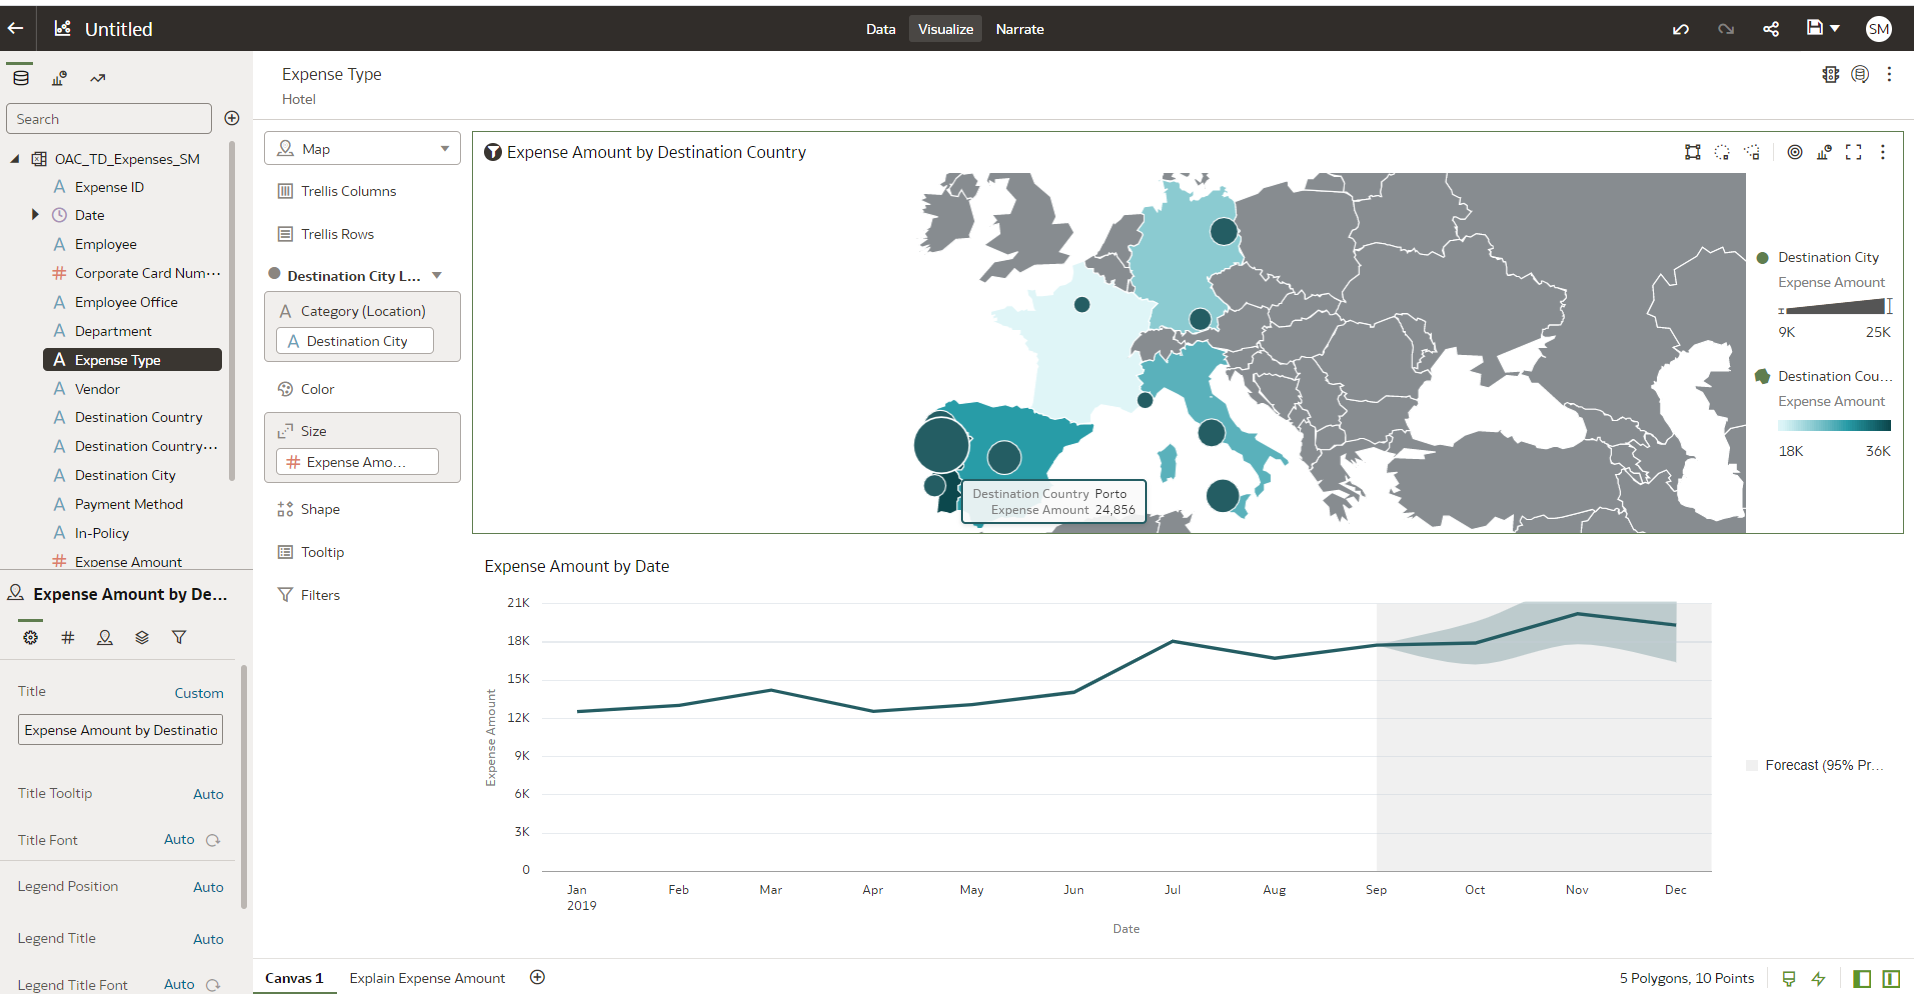 Untitled
Data
Visualize
Narrate
SM
Search
OAC_TD_Expenses_SM
Expense ID
Date
Employee
Corporate Card Num···
Employee Office
Department
Expense Type
Vendor
Destination Country
Destination Country···
Destination City
Payment Method
In-Policy
Expense Amount
Expense Amount by De...
Title
Custom
Expense Amount by Destinatio
Title Tooltip
Auto
Title Font
Auto
Legend Position
Auto
Legend Title
Auto
Legend Title Font
Auto
Expense Type
Hotel
Map
Trellis Columns
Trellis Rows
Destination City L...
Category (Location)
Destination City
Color
Size
Expense Amo...
Shape
Tooltip
Filters
Expense Amount by Destination Country
Destination Country Porto
Expense Amount 24,856
Destination City
Expense Amount
9K 25K
Destination Cou...
Expense Amount
18K 36K
Expense Amount by Date
Expense Amount
21K
18K
15K
12K
9K
6K
3K
0
Jan Feb Mar Apr May Jun Jul Aug Sep Oct Nov Dec
2019
Date
Forecast (95% Pr...
Canvas 1
Explain Expense Amount
5 Polygons, 10 Points